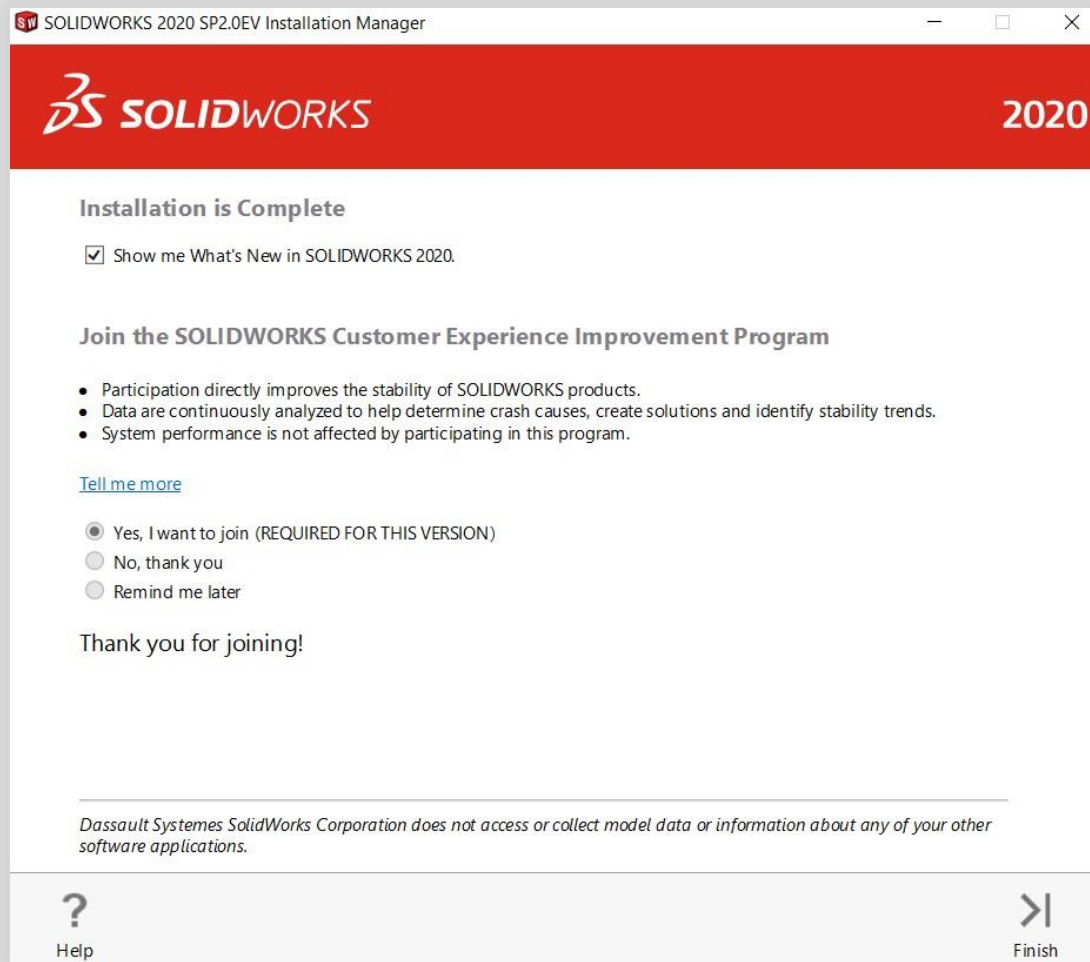 SOLIDWORKS 2020 SP2.0EV Installation Manager
SOLIDWORKS
2020
Installation is Complete
Show me What's New in SOLIDWORKS 2020.
Join the SOLIDWORKS Customer Experience Improvement Program
• Participation directly improves the stability of SOLIDWORKS products.
• Data are continuously analyzed to help determine crash causes, create solutions and identify stability trends.
• System performance is not affected by participating in this program.
Tell me more
Yes, I want to join (REQUIRED FOR THIS VERSION)
No, thank you
Remind me later
Thank you for joining!
Dassault Systemes SolidWorks Corporation does not access or collect model data or information about any of your other
software applications.
?
Help
Finish